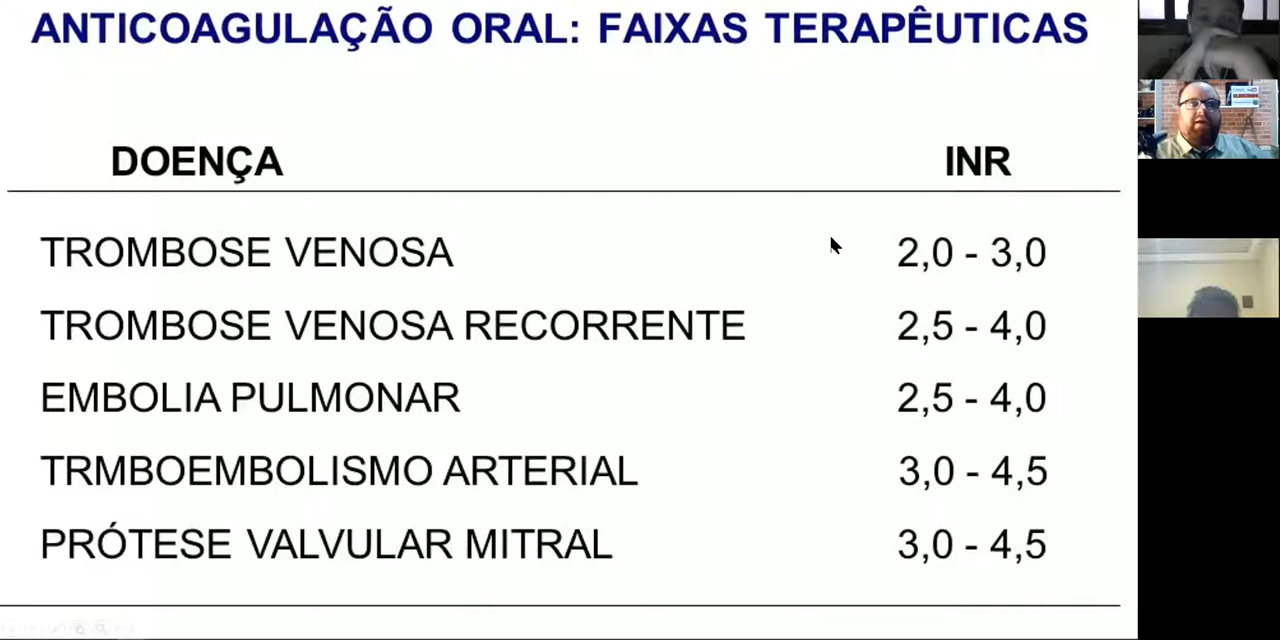 ANTICOAGULAÇÃO ORAL: FAIXAS TERAPÊUTICAS
DOENÇA INR
TROMBOSE VENOSA 2,0 - 3,0
TROMBOSE VENOSA RECORRENTE 2,5 - 4,0
EMBOLIA PULMONAR 2,5 - 4,0
TRMBOEMBOLISMO ARTERIAL 3,0 - 4,5
PRÓTESE VALVULAR MITRAL 3,0 - 4,5